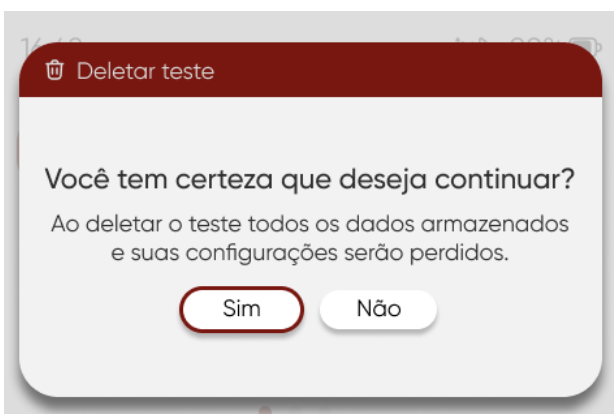 Deletar teste
Você tem certeza que deseja continuar?
Ao deletar o teste todos os dados armazenados
e suas configurações serão perdidos.
Sim Não